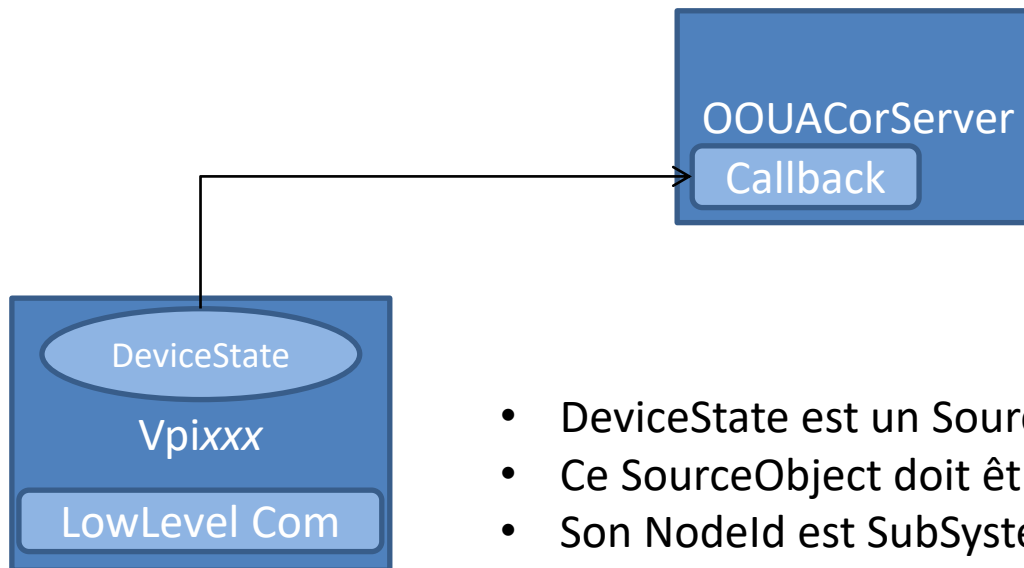 OOUACorServer
Callback
DeviceState
Vpixxx
LowLevel Com
• DeviceState est un
• Ce SourceObject doit
• Son NodeId est